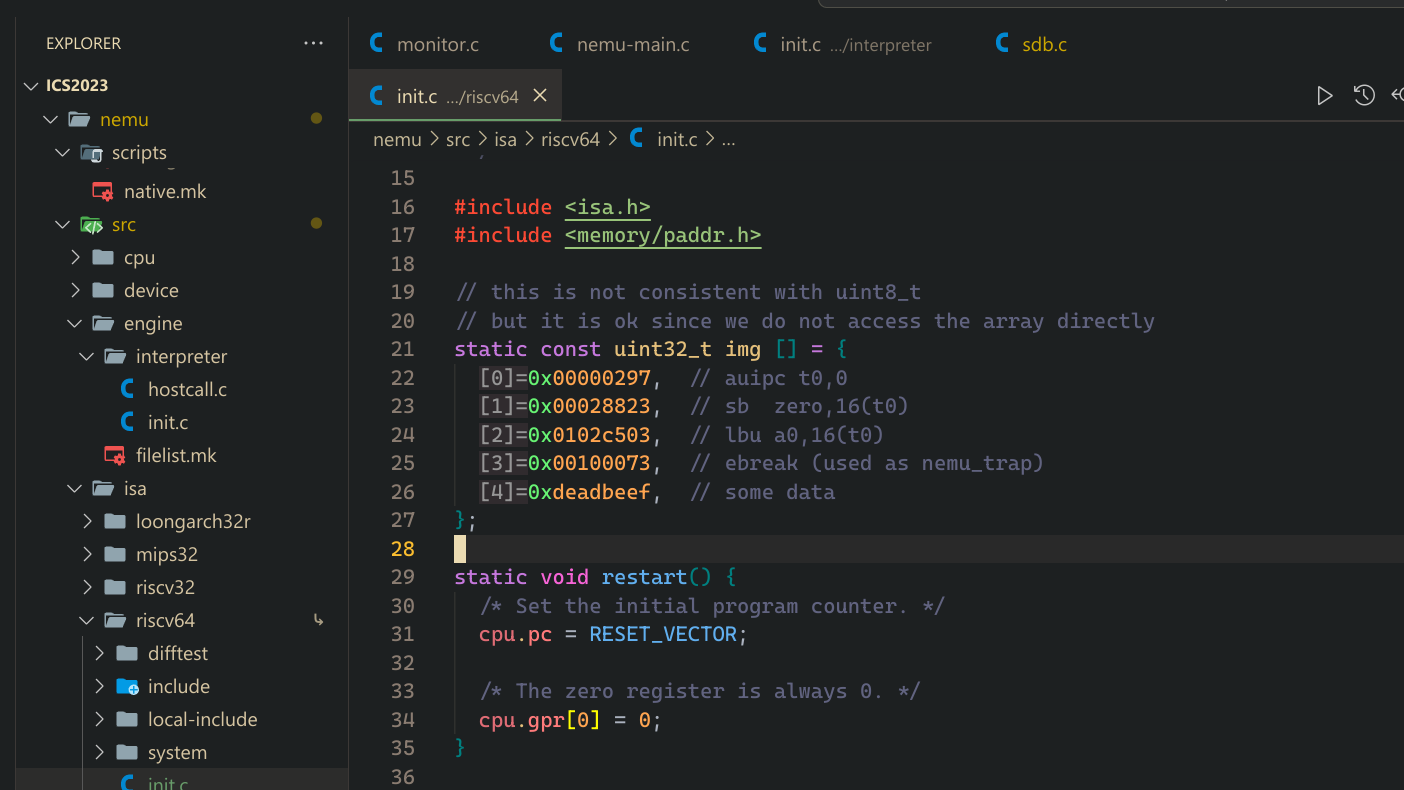 EXPLORER
ICS2023
nemu
scripts
native.mk
src
cpu
device
engine
interpreter
hostcall.c
init.c
filelist.mk
isa
loongarch32r
mips32
riscv32
riscv64
difftest
include
local-include
system
init.c
monitor.c nemu-main.c init.c .../interpreter sdb.c
init.c .../riscv64
nemu > src > isa > riscv64 > init.c > ...
15
16 #include <isa.h>
17 #include <memory/paddr.h>
18
19 // this is not consistent with uint8_t
20 // but it is ok since we do not access the array directly
21 static const uint32_t img [] = {
22 [0]=0x00000297, // auipc t0,0
23 [1]=0x00028823, // sb  zero,16(t0)
24 [2]=0x0102c503, // lbu a0,16(t0)
25 [3]=0x00100073, // ebreak (used as nemu_trap)
26 [4]=0xdeadbeef, // some data
27 };
28
29 static void restart() {
30 /* Set the initial program counter. */
31 cpu.pc = RESET_VECTOR;
32
33 /* The zero register is always 0. */
34 cpu.gpr[0] = 0;
35 }
36